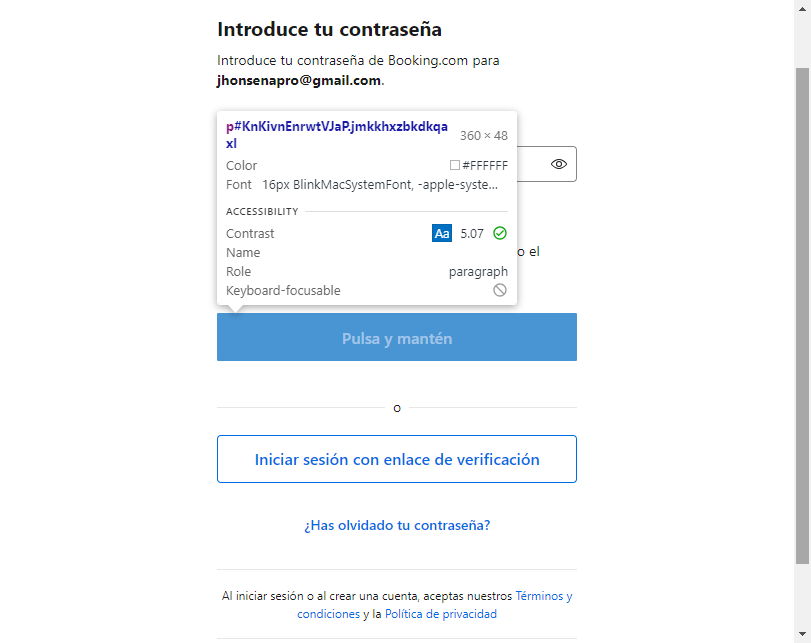 Introduce tu contraseña
Introduce tu contraseña de Booking.com para
jhonsenapro@gmail.com.
p#KnKivnEnrwtVJaP.jmkkhxzbkdkqa
xl
360 × 48
Color #FFFFFF
Font 16px BlinkMacSystemFont, -apple-syste...
ACCESSIBILITY
Contrast Aa 5.07
Name
o el
Role paragraph
Keyboard-focusable
Pulsa y mantén
o
Iniciar sesión con enlace de verificación
¿Has olvidado tu contraseña?
Al iniciar sesión o al crear una cuenta, aceptas nuestros Términos y
condiciones y la Política de privacidad